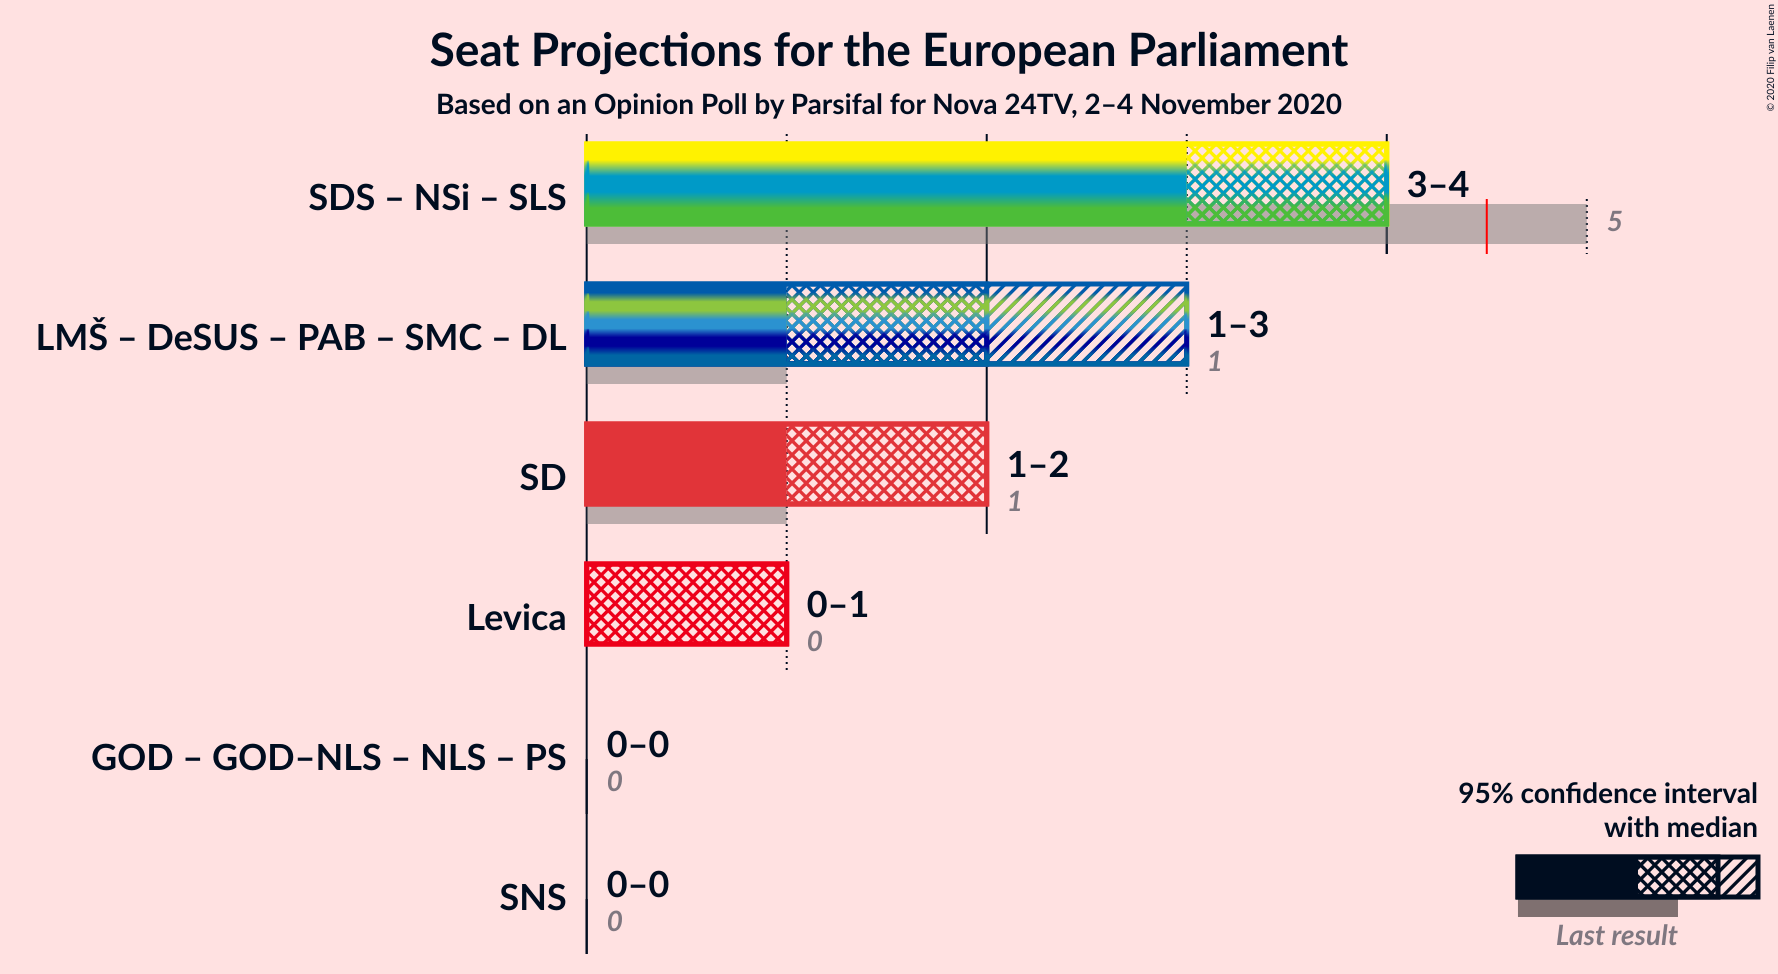 Seat Projections for the European Parliament
Based on an Opinion Poll by Parsifal for Nova 24TV, 2–4 November 2020
© 2020 Filip van Laenen
SDS – NSi – SLS
3–4
5
LMŠ – DeSUS – PAB – SMC – DL
1–3
1
SD
1–2
1
Levica
0–1
0
GOD – GOD–NLS – NLS – PS
0–0
0
SNS
0–0
0
95% confidence interval
with median
Last result